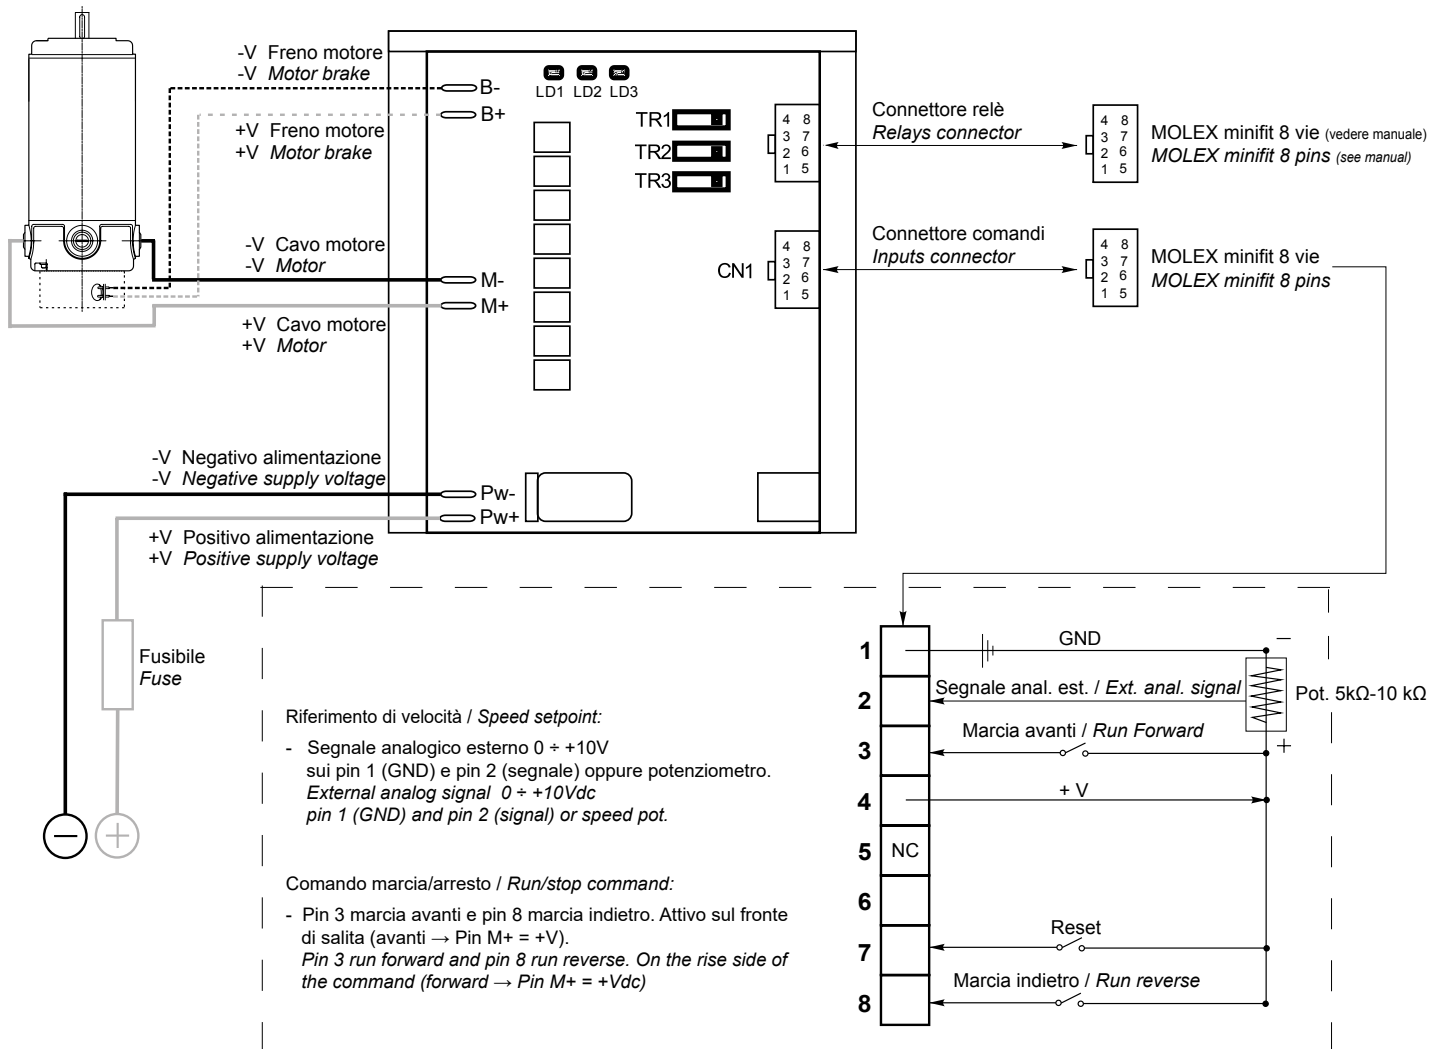 -V Freno motore
-V Motor brake
+V Freno motore
+V Motor brake
-V Cavo motore
-V Motor
+V Cavo motore
+V Motor
-V Negativo alimentazione
-V Negative supply voltage
+V Positivo alimentazione
+V Positive supply voltage
Fusibile
Fuse
B-
B+
M-
M+
Pw-
Pw+
LD1 LD2 LD3
TR1
TR2
TR3
4 8
3 7
2 6
1 5
CN1
4 8
3 7
2 6
1 5
Connettore relè
Relays connector
4 8
3 7
2 6
1 5
MOLEX minifit 8 vie (vedere manuale)
MOLEX minifit 8 pins (see manual)
Connettore comandi
Inputs connector
4 8
3 7
2 6
1 5
MOLEX minifit 8 vie
MOLEX minifit 8 pins
Riferimento di velocità / Speed setpoint:
- Segnale analogico esterno 0 ÷ +10V
sui pin 1 (GND) e pin 2 (segnale) oppure potenziometro.
External analog signal 0 ÷ +10Vdc
pin 1 (GND) and pin 2 (signal) or speed pot.
Comando marcia/arresto / Run/stop command:
- Pin 3 marcia avanti e pin 8 marcia indietro. Attivo sul fronte
di salita (avanti → Pin M+ = +V).
Pin 3 run forward and pin 8 run reverse. On the rise side of
the command (forward → Pin M+ = +Vdc)
1 GND −
2 Segnale anal. est. / Ext. anal. signal Pot. 5kΩ-10 kΩ
3 Marcia avanti / Run Forward +
4 + V
5 NC
6
7 Reset
8 Marcia indietro / Run reverse